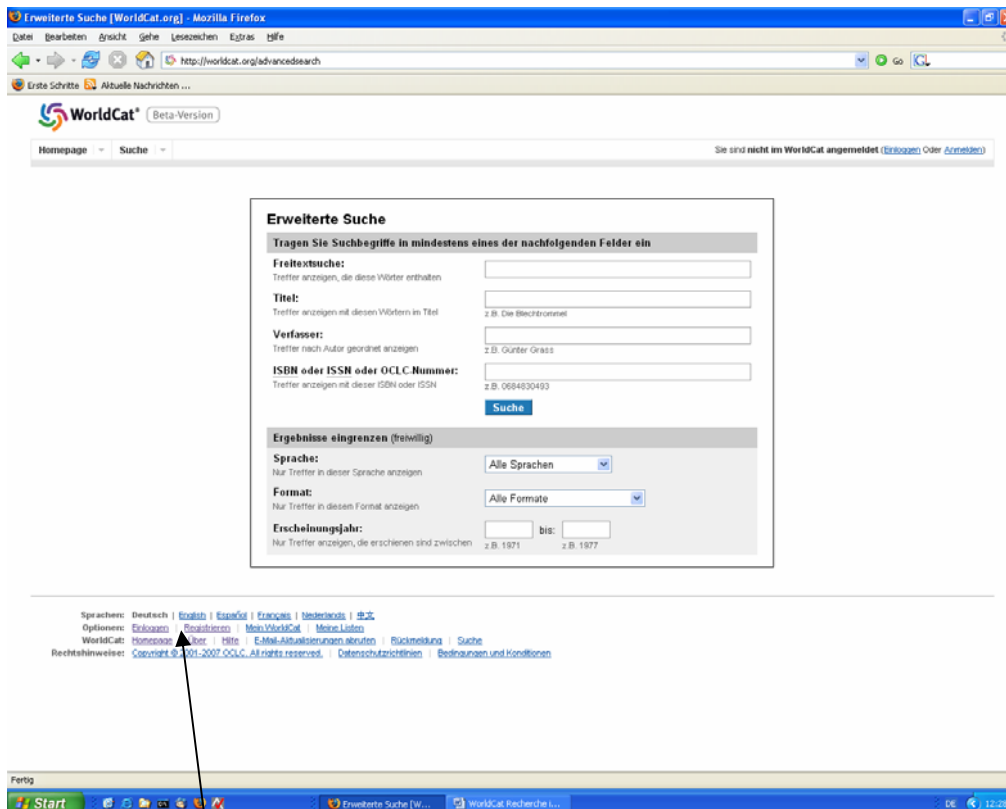 Erweiterte Suche [WorldCat.org] - Mozilla Firefox
Datei Bearbeiten Ansicht Gehe Lesezeichen Extras Hilfe
http://worldcat.org/advancedsearch Go
Erste Schritte Aktuelle Nachrichten ...
WorldCat® Beta-Version
Homepage Suche Sie sind nicht im WorldCat angemeldet (Einloggen Oder Anmelden)
Erweiterte Suche
Tragen Sie Suchbegriffe in mindestens eines der nachfolgenden Felder ein
Freitextsuche:
Treffer anzeigen, die diese Wörter enthalten
Titel:
Treffer anzeigen mit diesen Wörtern im Titel z.B. Die Blechtrommel
Verfasser:
Treffer nach Autor geordnet anzeigen z.B. Günter Grass
ISBN oder ISSN oder OCLC-Nummer:
Treffer anzeigen mit dieser ISBN oder ISSN z.B. 0684830493
Suche
Ergebnisse eingrenzen (freiwillig)
Sprache: Alle Sprachen
Nur Treffer in dieser Sprache anzeigen
Format: Alle Formate
Nur Treffer in diesem Format anzeigen
Erscheinungsjahr: bis:
Nur Treffer anzeigen, die erschienen sind zwischen z.B. 1971 z.B. 1977
Sprachen: Deutsch | English | Español | Français | Nederlands | 中文
Optionen: Einloggen | Registrieren | Mein WorldCat | Meine Listen
WorldCat: Homepage | Über | Hilfe | E-Mail-Aktualisierungen abrufen | Rückmeldung | Suche
Rechtshinweise: Copyright © 2001-2007 OCLC. All rights reserved. | Datenschutzrichtlinien | Bedingungen und Konditionen
Fertig
Start Erweiterte Suche [W... WorldCat Recherche i... DE